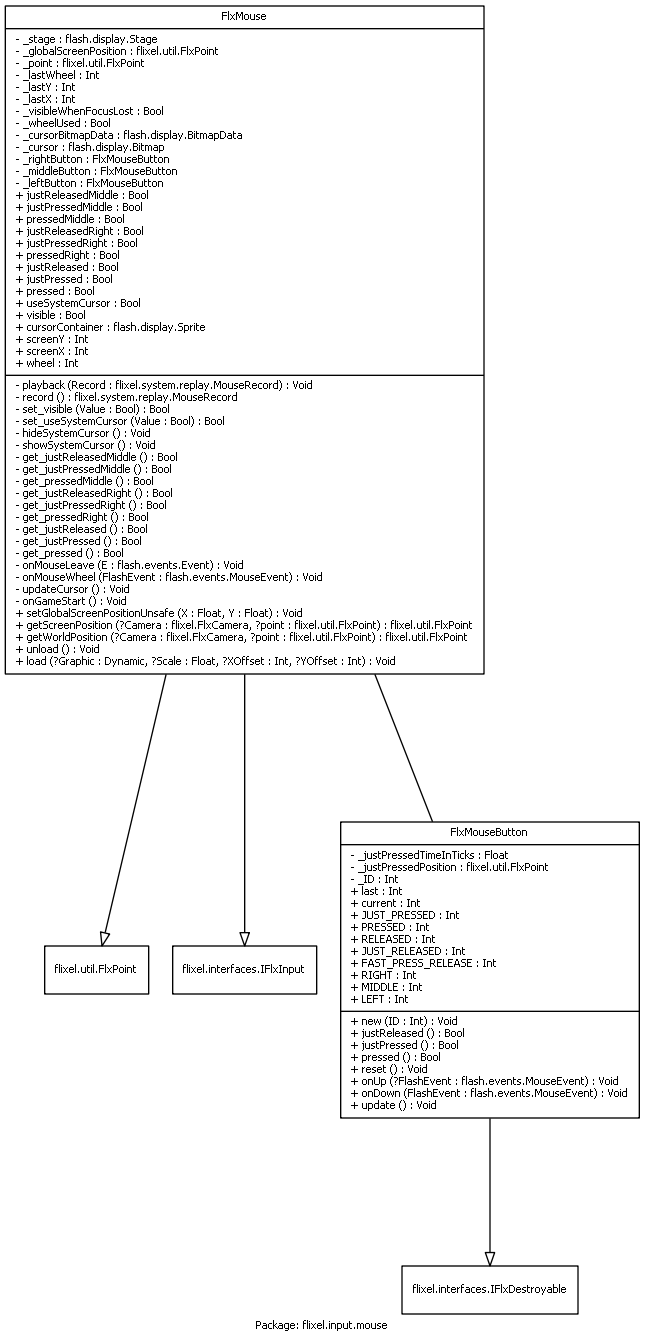 FlxMouse
- _stage : flash.display.Stage
- _globalScreenPosition : flixel.util.FlxPoint
- _point : flixel.util.FlxPoint
- _lastWheel : Int
- _lastY : Int
- _lastX : Int
- _visibleWhenFocusLost : Bool
- _wheelUsed : Bool
- _cursorBitmapData : flash.display.BitmapData
- _cursor : flash.display.Bitmap
- _rightButton : FlxMouseButton
- _middleButton : FlxMouseButton
- _leftButton : FlxMouseButton
+ justReleasedMiddle : Bool
+ justPressedMiddle : Bool
+ pressedMiddle : Bool
+ justReleasedRight : Bool
+ justPressedRight : Bool
+ pressedRight : Bool
+ justReleased : Bool
+ justPressed : Bool
+ pressed : Bool
+ useSystemCursor : Bool
+ visible : Bool
+ cursorContainer : flash.display.Sprite
+ screenY : Int
+ screenX : Int
+ wheel : Int
- playback (Record : flixel.system.replay.MouseRecord) : Void
- record () : flixel.system.replay.MouseRecord
- set_visible (Value : Bool) : Bool
- set_useSystemCursor (Value : Bool) : Bool
- hideSystemCursor () : Void
- showSystemCursor () : Void
- get_justReleasedMiddle () : Bool
- get_justPressedMiddle () : Bool
- get_pressedMiddle () : Bool
- get_justReleasedRight () : Bool
- get_justPressedRight () : Bool
- get_pressedRight () : Bool
- get_justReleased () : Bool
- get_justPressed () : Bool
- get_pressed () : Bool
- onMouseLeave (E : flash.events.Event) : Void
- onMouseWheel (FlashEvent : flash.events.MouseEvent) : Void
- updateCursor () : Void
- onGameStart () : Void
+ setGlobalScreenPositionUnsafe (X : Float, Y : Float) : Void
+ getScreenPosition (?Camera : flixel.FlxCamera, ?point : flixel.util.FlxPoint) : flixel.util.FlxPoint
+ getWorldPosition (?Camera : flixel.FlxCamera, ?point : flixel.util.FlxPoint) : flixel.util.FlxPoint
+ unload () : Void
+ load (?Graphic : Dynamic, ?Scale : Float, ?XOffset : Int, ?YOffset : Int) : Void
FlxMouseButton
- _justPressedTimeInTicks : Float
- _justPressedPosition : flixel.util.FlxPoint
- _ID : Int
+ last : Int
+ current : Int
+ JUST_PRESSED : Int
+ PRESSED : Int
+ RELEASED : Int
+ JUST_RELEASED : Int
+ FAST_PRESS_RELEASE : Int
+ RIGHT : Int
+ MIDDLE : Int
+ LEFT : Int
+ new (ID : Int) : Void
+ justReleased () : Bool
+ justPressed () : Bool
+ pressed () : Bool
+ reset () : Void
+ onUp (?FlashEvent : flash.events.MouseEvent) : Void
+ onDown (FlashEvent : flash.events.MouseEvent) : Void
+ update () : Void
flixel.util.FlxPoint
flixel.interfaces.IFlxInput
flixel.interfaces.IFlxDestroyable
Package: flixel.input.mouse